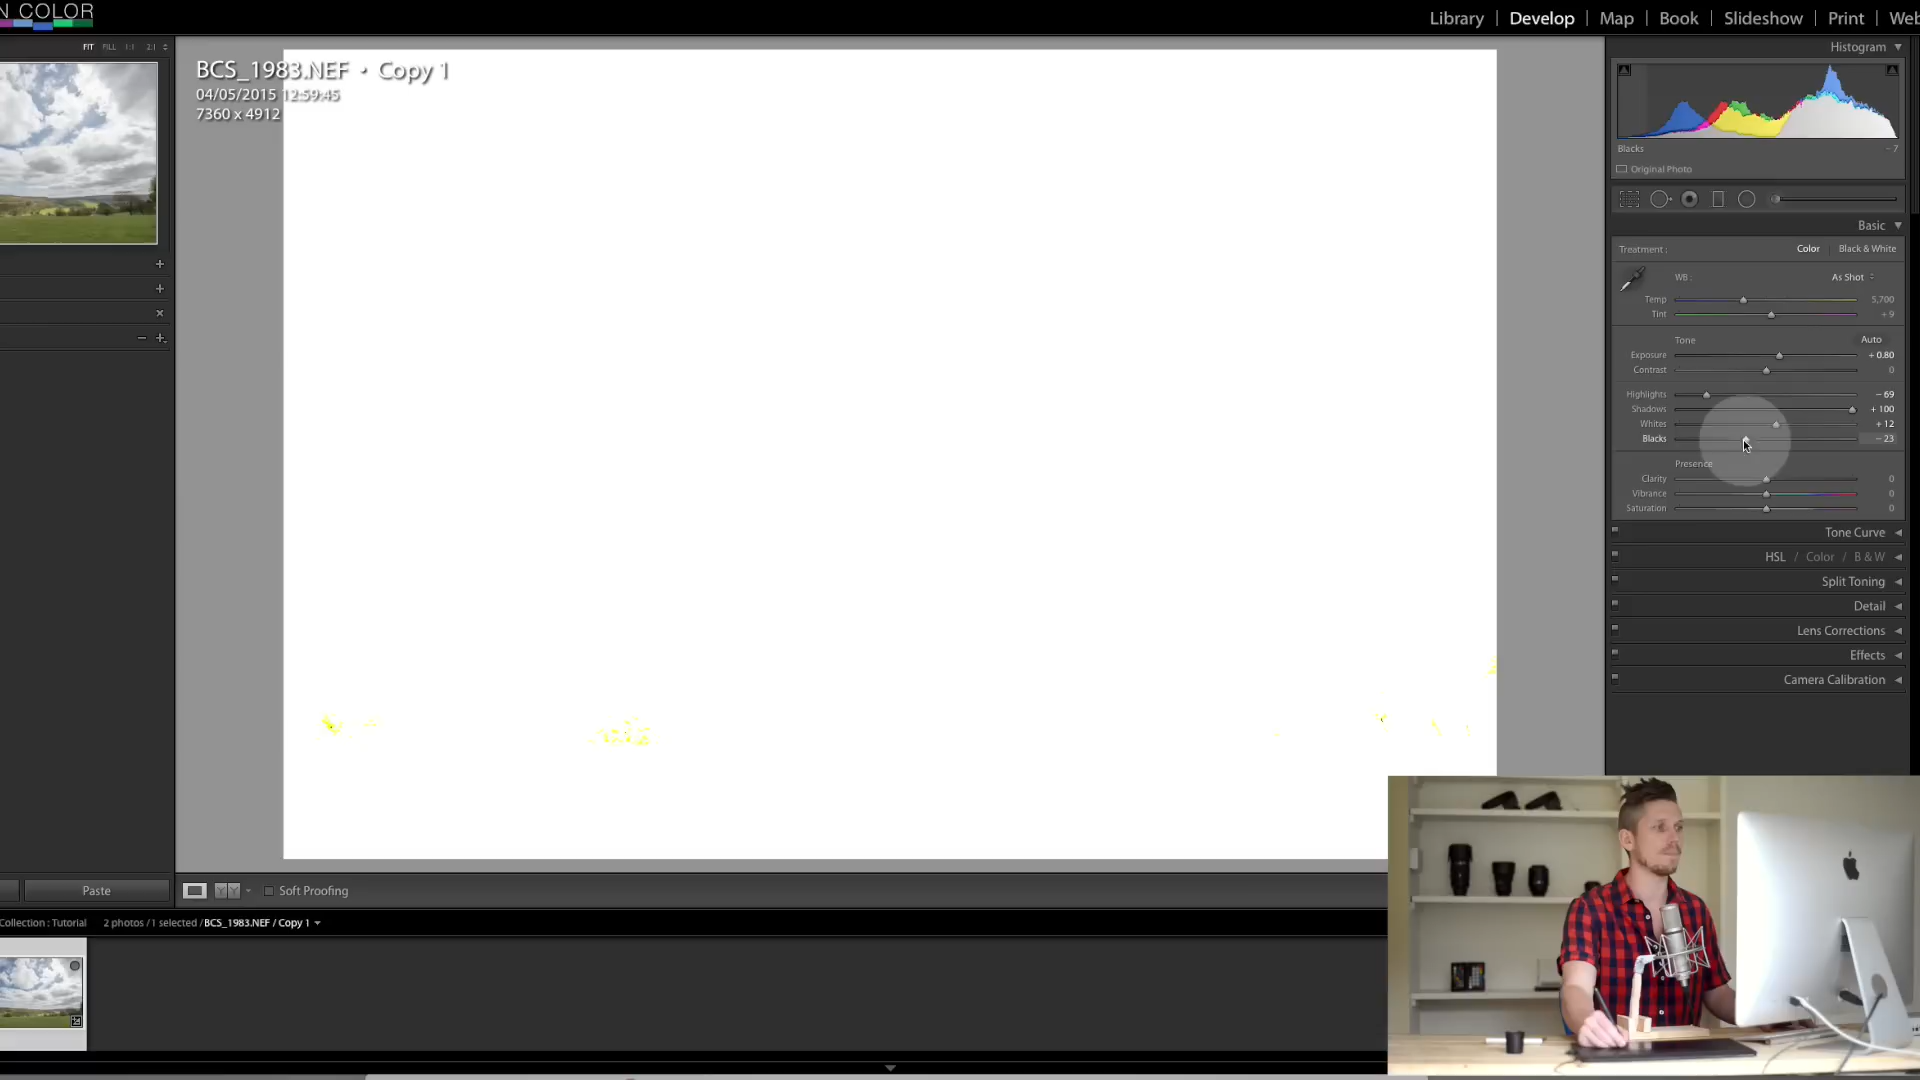 N COLOR
Library | Develop | Map | Book | Slideshow | Print | Web
FIT FILL 1:1 2:1
Histogram
BCS_1983.NEF • Copy 1
04/05/2015 12:59:45
7360 x 4912
Blacks - 7
Original Photo
Basic
Treatment : Color Black & White
WB : As Shot
Temp 5,700
Tint + 9
Tone Auto
Exposure + 0.80
Contrast 0
Highlights - 69
Shadows + 100
Whites + 12
Blacks - 23
Presence
Clarity 0
Vibrance 0
Saturation 0
Tone Curve
HSL / Color / B & W
Split Toning
Detail
Lens Corrections
Effects
Camera Calibration
Paste
Y Y
Soft Proofing
Collection : Tutorial 2 photos / 1 selected / BCS_1983.NEF / Copy 1